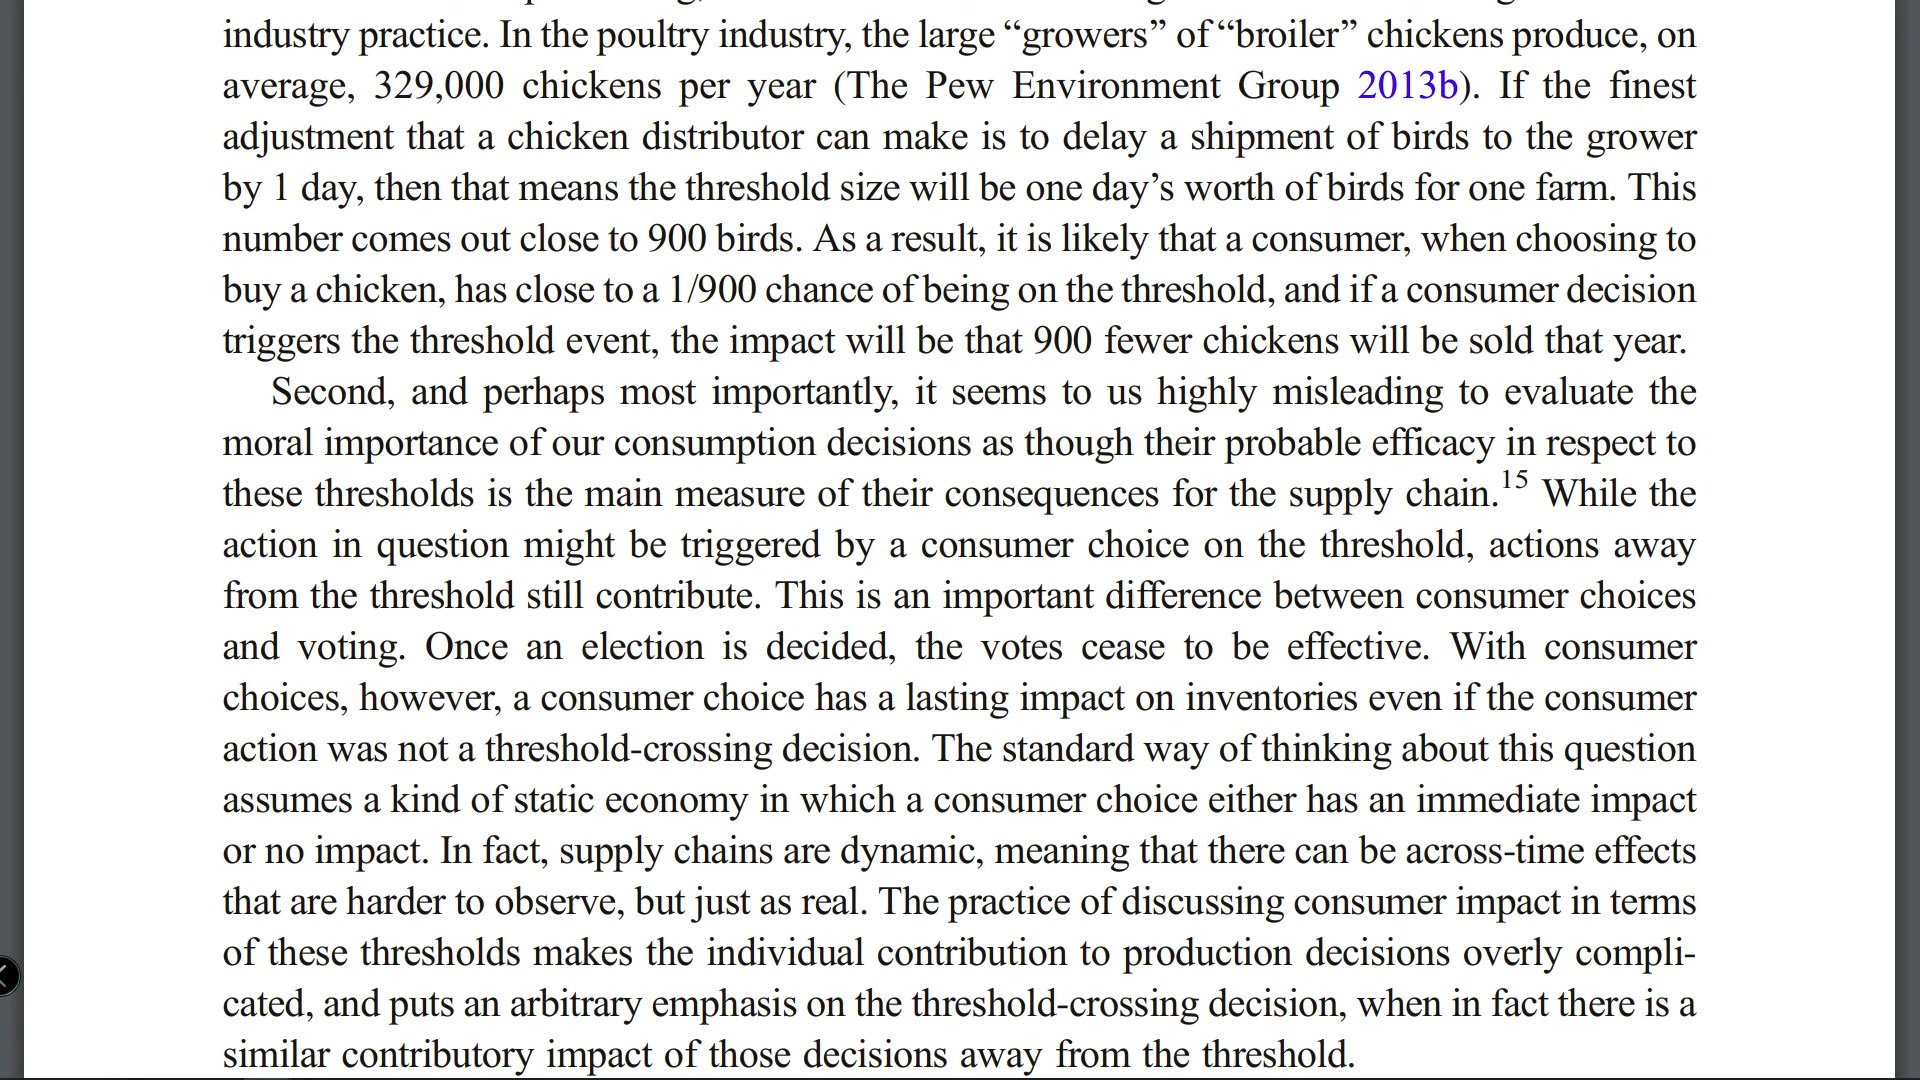 industry practice. In the poultry industry, the large “growers” of “broiler” chickens produce, on
average, 329,000 chickens per year (The Pew Environment Group 2013b). If the finest
adjustment that a chicken distributor can make is to delay a shipment of birds to the grower
by 1 day, then that means the threshold size will be one day’s worth of birds for one farm. This
number comes out close to 900 birds. As a result, it is likely that a consumer, when choosing to
buy a chicken, has close to a 1/900 chance of being on the threshold, and if a consumer decision
triggers the threshold event, the impact will be that 900 fewer chickens will be sold that year.
Second, and perhaps most importantly, it seems to us highly misleading to evaluate the
moral importance of our consumption decisions as though their probable efficacy in respect to
these thresholds is the main measure of their consequences for the supply chain.15 While the
action in question might be triggered by a consumer choice on the threshold, actions away
from the threshold still contribute. This is an important difference between consumer choices
and voting. Once an election is decided, the votes cease to be effective. With consumer
choices, however, a consumer choice has a lasting impact on inventories even if the consumer
action was not a threshold-crossing decision. The standard way of thinking about this question
assumes a kind of static economy in which a consumer choice either has an immediate impact
or no impact. In fact, supply chains are dynamic, meaning that there can be across-time effects
that are harder to observe, but just as real. The practice of discussing consumer impact in terms
of these thresholds makes the individual contribution to production decisions overly compli-
cated, and puts an arbitrary emphasis on the threshold-crossing decision, when in fact there is a
similar contributory impact of those decisions away from the threshold.